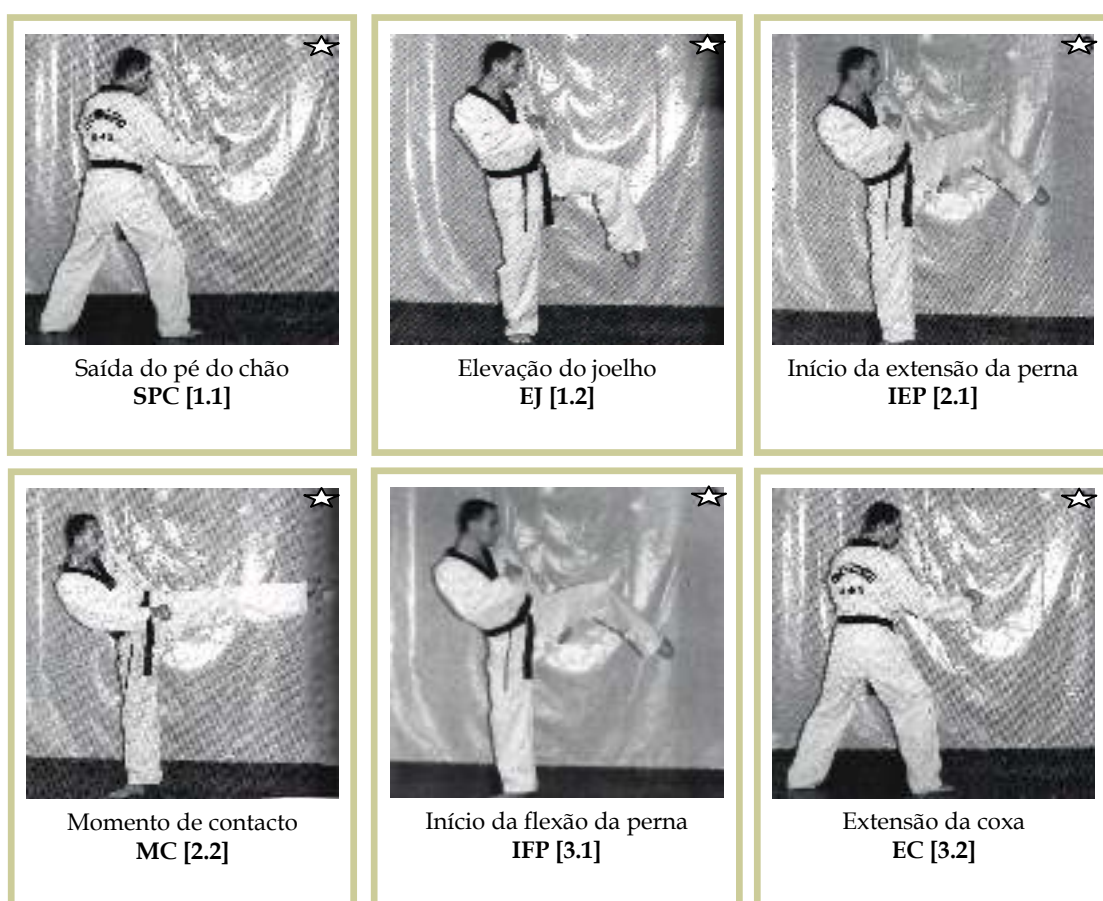 Saída do pé do chão
SPC [1.1]
Elevação do joelho
EJ [1.2]
Início da extensão da perna
IEP [2.1]
Momento de contacto
MC [2.2]
Início da flexão da perna
IFP [3.1]
Extensão da coxa
EC [3.2]